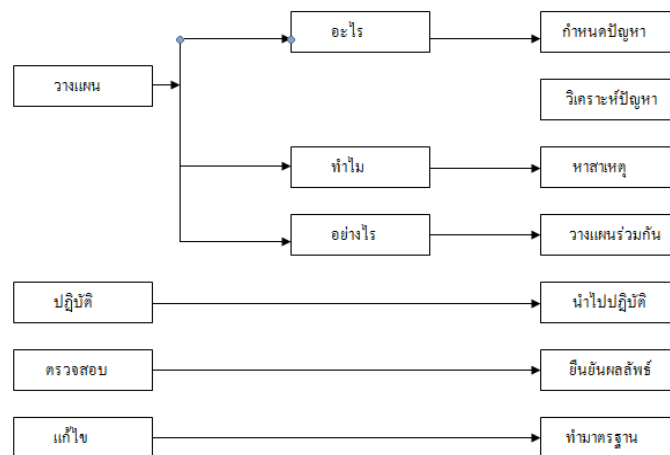 อะไร
กำหนดปัญหา
วางแผน
วิเคราะห์ปัญหา
ทำไม
หาสาเหตุ
อย่างไร
วางแผนร่วมกัน
ปฏิบัติ
นำไปปฏิบัติ
ตรวจสอบ
ยืนยันผลลัพธ์
แก้ไข
ทำมาตรฐาน